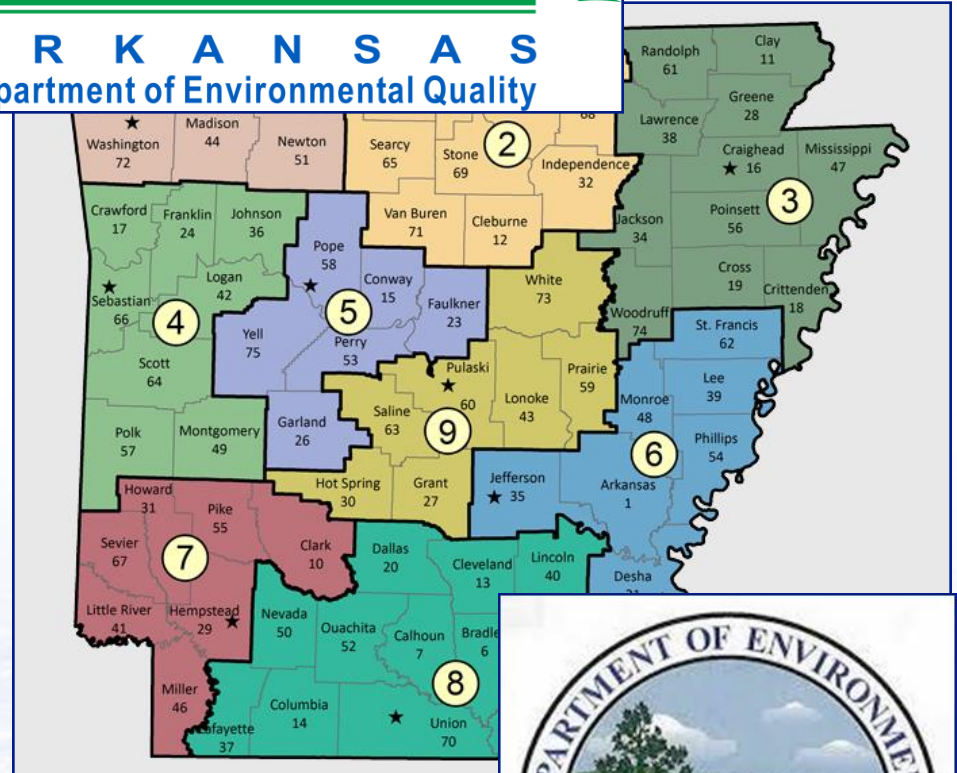 R K A N S A S
partment of Environmental Quality
Randolph
61
Clay
11
Greene
28
Lawrence
38
Craighead
16
Mississippi
47
3
Poinsett
56
Jackson
34
Cross
19
Crittenden
18
Woodruff
74
Washington
72
Madison
44
Newton
51
Searcy
65
Stone
69
2
68
Independence
32
Van Buren
71
Cleburne
12
Crawford
17
Franklin
24
Johnson
36
Logan
42
Sebastian
66
4
Scott
64
Polk
57
Montgomery
49
Pope
58
Conway
15
5
Faulkner
23
Yell
75
Perry
53
Garland
26
White
73
Pulaski
60
Prairie
59
Lonoke
43
Saline
63
9
Hot Spring
30
Grant
27
St. Francis
62
Lee
39
Monroe
48
Phillips
54
6
Jefferson
35
Arkansas
1
Desha
Howard
31
Pike
55
Sevier
67
7
Clark
10
Little River
41
Hempstead
29
Miller
46
Dallas
20
Cleveland
13
Lincoln
40
Nevada
50
Ouachita
52
Calhoun
7
Bradle
6
8
Columbia
14
Union
70
Lafayette
37
ARTMENT OF ENVIRONME